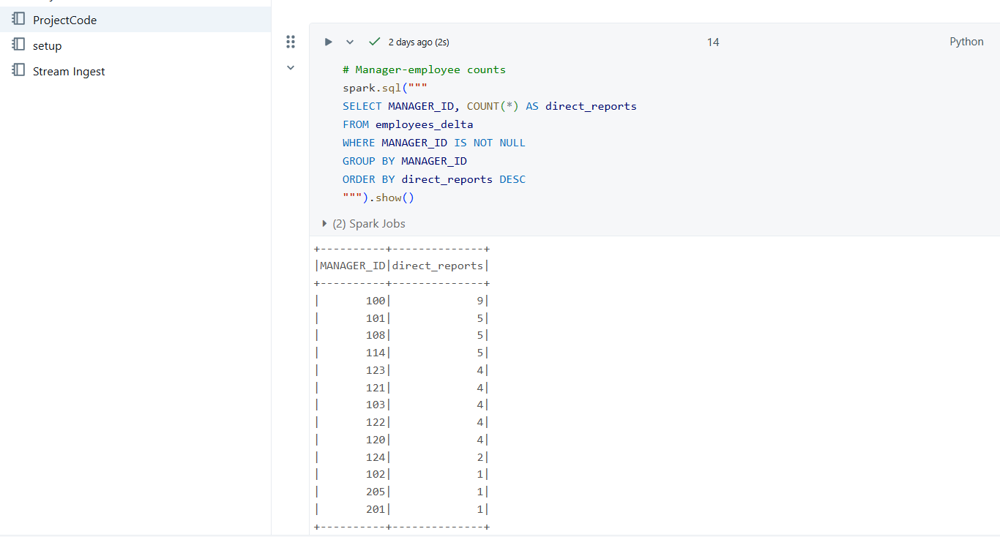 ProjectCode
setup
Stream Ingest
2 days ago (2s)
14
Python
# Manager-employee counts
spark.sql("""
SELECT MANAGER_ID, COUNT(*) AS direct_reports
FROM employees_delta
WHERE MANAGER_ID IS NOT NULL
GROUP BY MANAGER_ID
ORDER BY direct_reports DESC
""").show()
(2) Spark Jobs
+----------+--------------+
|MANAGER_ID|direct_reports|
+----------+--------------+
|       100|             9|
|       101|             5|
|       108|             5|
|       114|             5|
|       123|             4|
|       121|             4|
|       103|             4|
|       122|             4|
|       120|             4|
|       124|             2|
|       102|             1|
|       205|             1|
|       201|             1|
+----------+--------------+